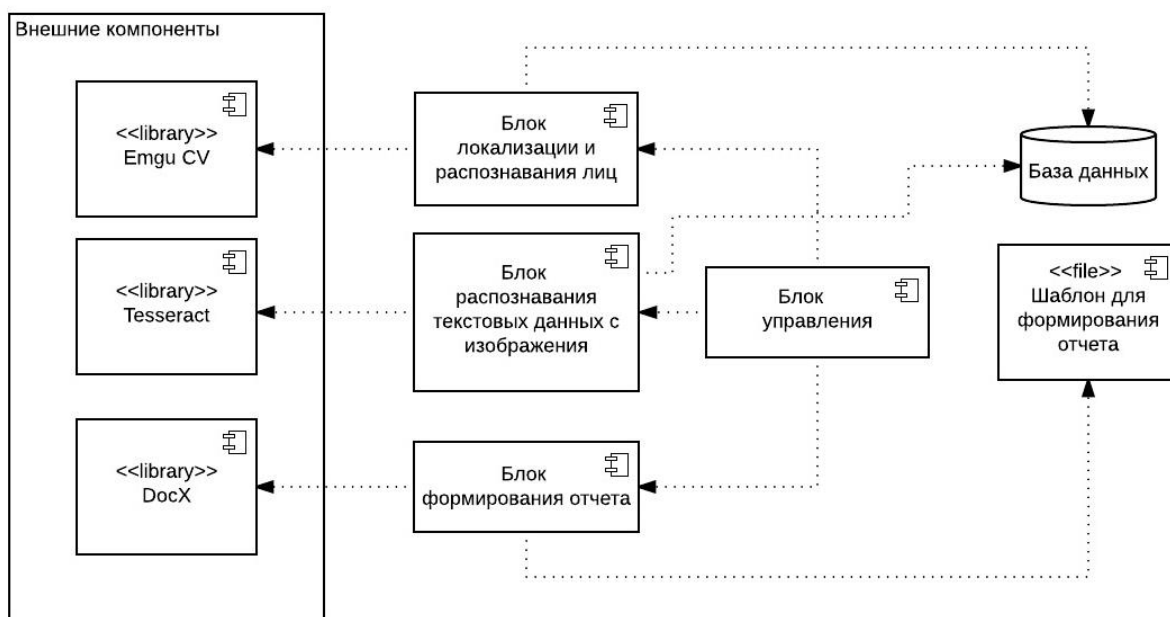 Внешние компоненты
<<library>>
Emgu CV
<<library>>
Tesseract
<<library>>
DocX
Блок
локализации и
распознавания лиц
Блок
распознавания
текстовых данных с
изображения
Блок
формирования отчета
Блок
управления
База данных
<<file>>
Шаблон для
формирования
отчета